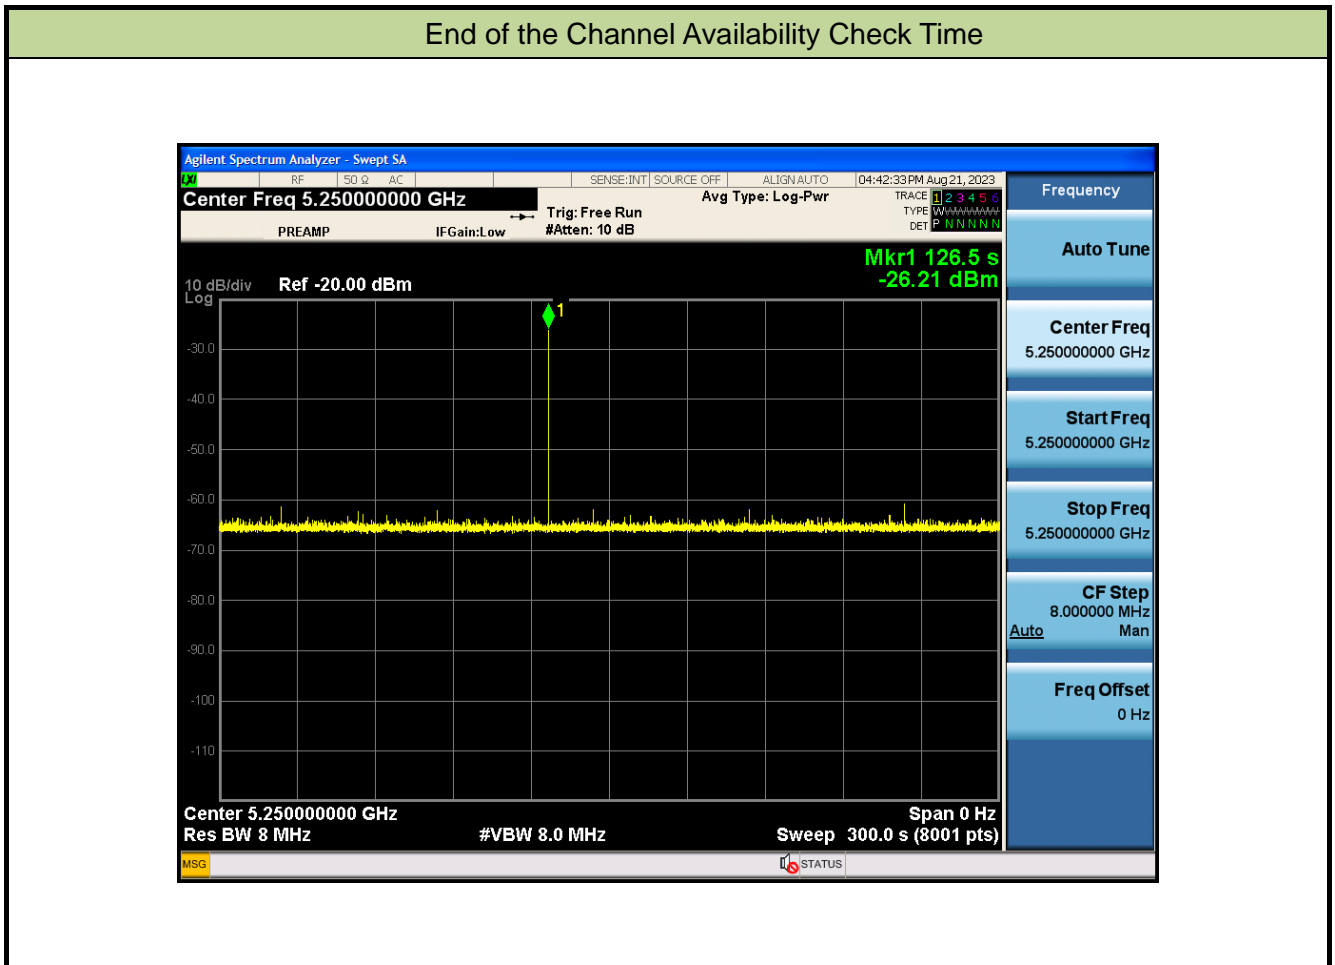 End of the Channel Availability Check Time
Agilent Spectrum Analyzer - Swept SA
LXI RF 50 Ω AC SENSE:INT SOURCE OFF ALIGN AUTO 04:42:33 PM Aug 21, 2023
Center Freq 5.250000000 GHz
PREAMP IFGain:Low
Trig: Free Run
#Atten: 10 dB
Avg Type: Log-Pwr
TRACE 1 2 3 4 5 6
TYPE WWWWWW
DET P N N N N N
Mkr1 126.5 s
-26.21 dBm
10 dB/div Ref -20.00 dBm
Log
1
-30.0
-40.0
-50.0
-60.0
-70.0
-80.0
-90.0
-100
-110
Center 5.250000000 GHz Span 0 Hz
Res BW 8 MHz #VBW 8.0 MHz Sweep 300.0 s (8001 pts)
MSG STATUS
Frequency
Auto Tune
Center Freq
5.250000000 GHz
Start Freq
5.250000000 GHz
Stop Freq
5.250000000 GHz
CF Step
8.000000 MHz
Auto Man
Freq Offset
0 Hz